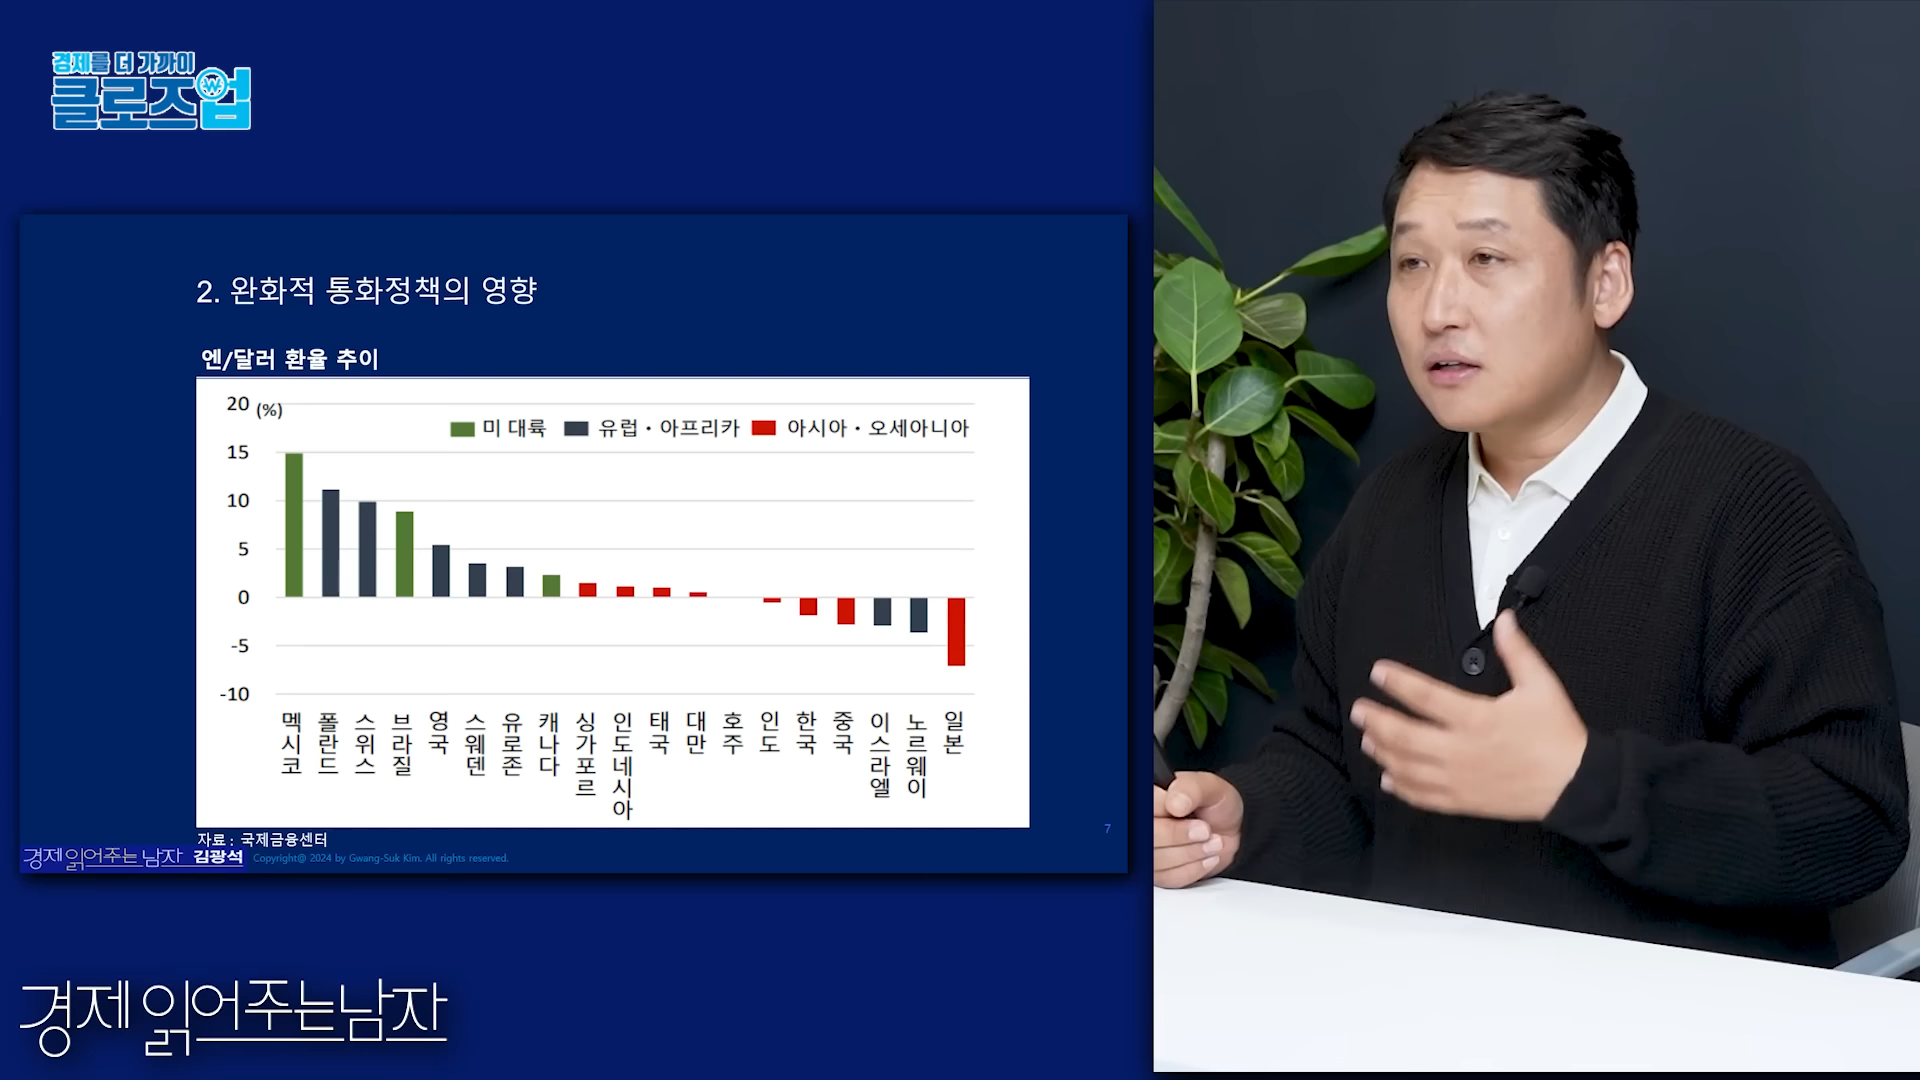 경제를 더 가까이
클로즈업
2. 완화적 통화정책의 영향
엔/달러 환율 추이
20 (%)
미 대륙 유럽・아프리카 아시아・오세아니아
15
10
5
0
-5
-10
멕시코 폴란드 스위스 브라질 영국 스웨덴 유로존 캐나다 싱가포르 인도네시아 태국 대만 호주 인도 한국 중국 이스라엘 노르웨이 일본
자료 : 국제금융센터
7
경제 읽어주는 남자 김광석 Copyright@ 2024 by Gwang-Suk Kim. All rights reserved.
경제 읽어주는 남자